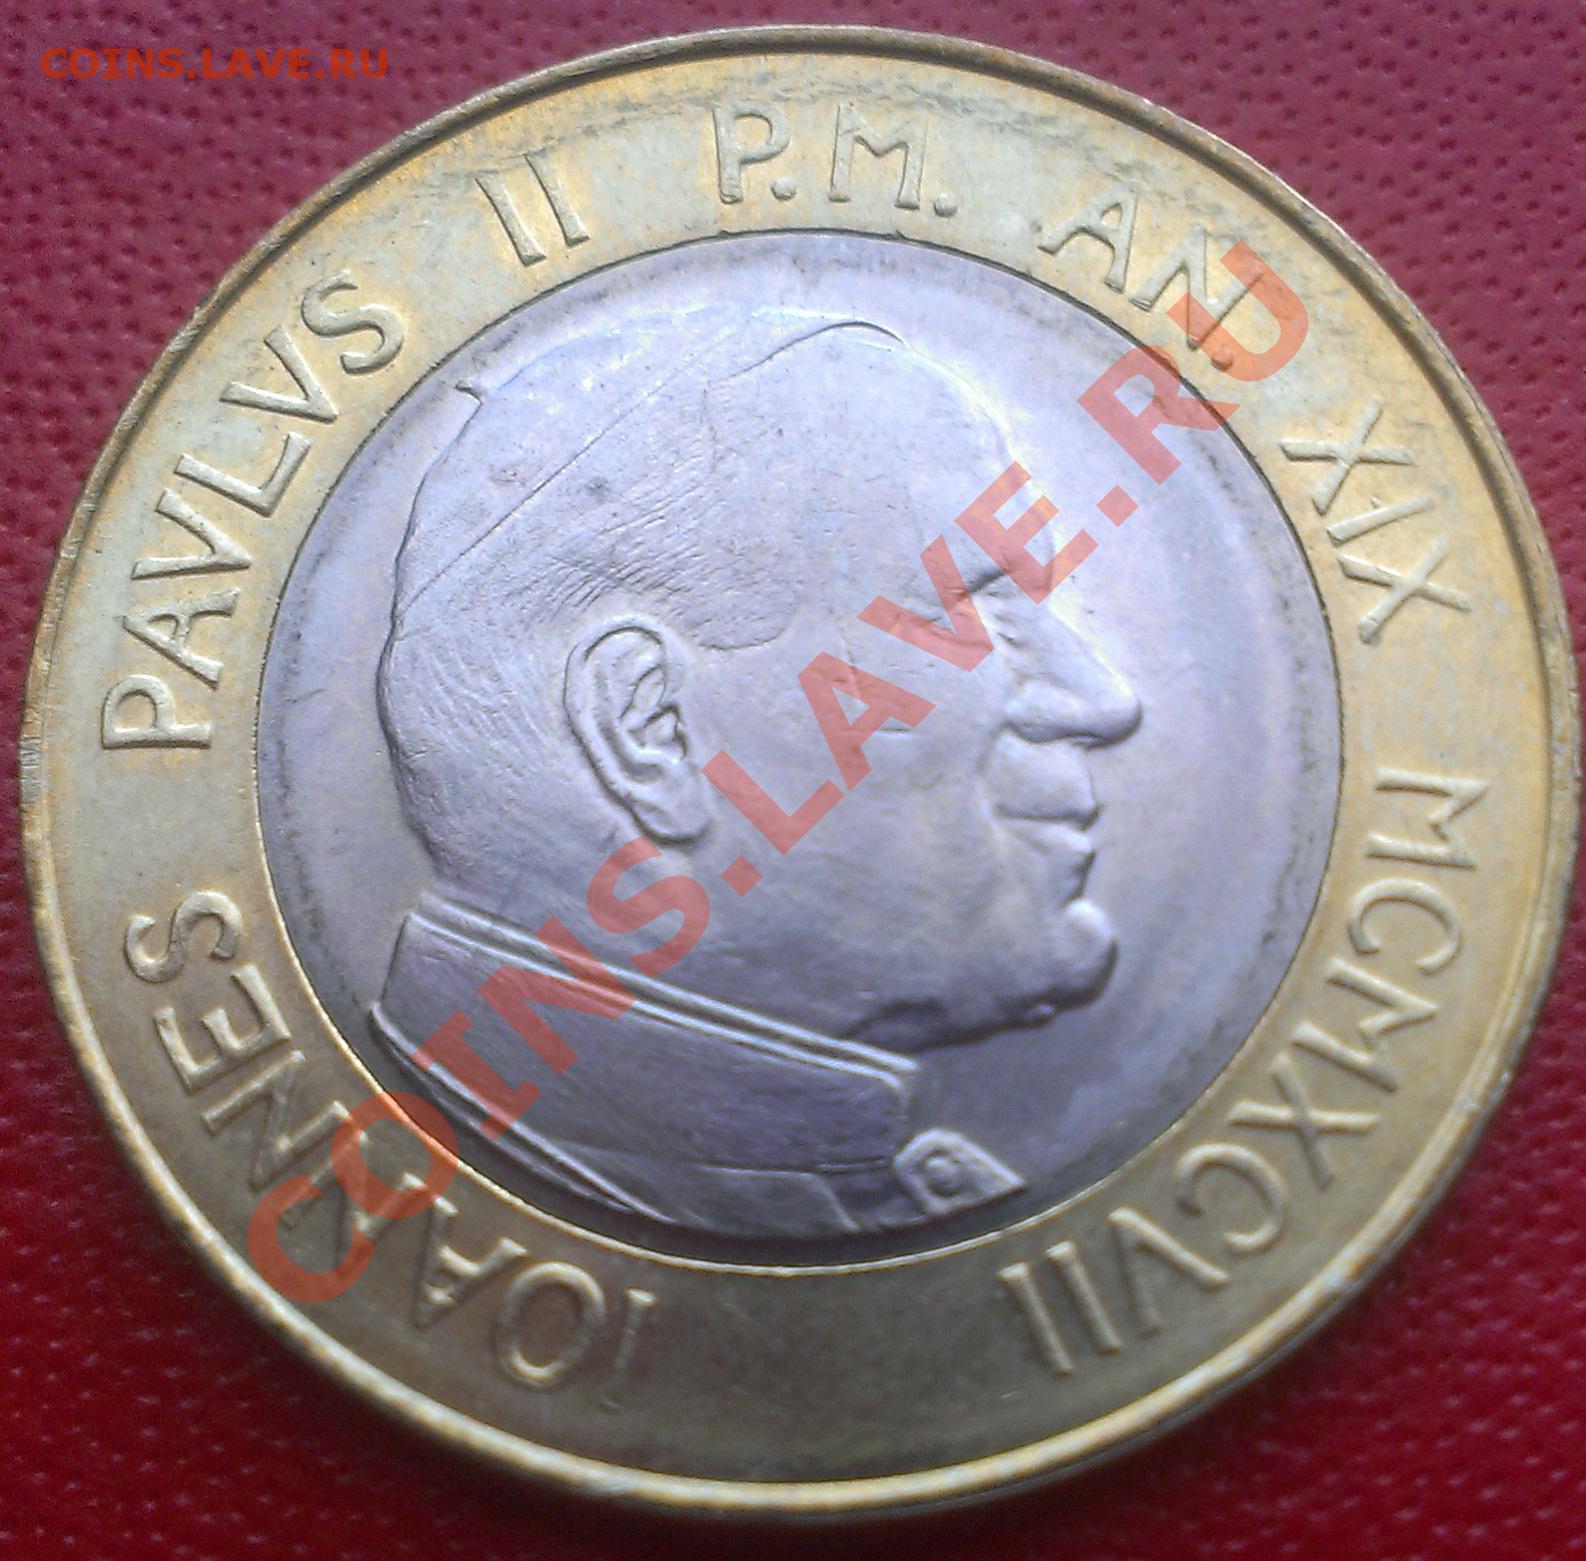 COINS.LAVE.RU
IOANNES PAVLVS II P.M. AN. XIX MCMXCVII
COINS.LAVE.RU